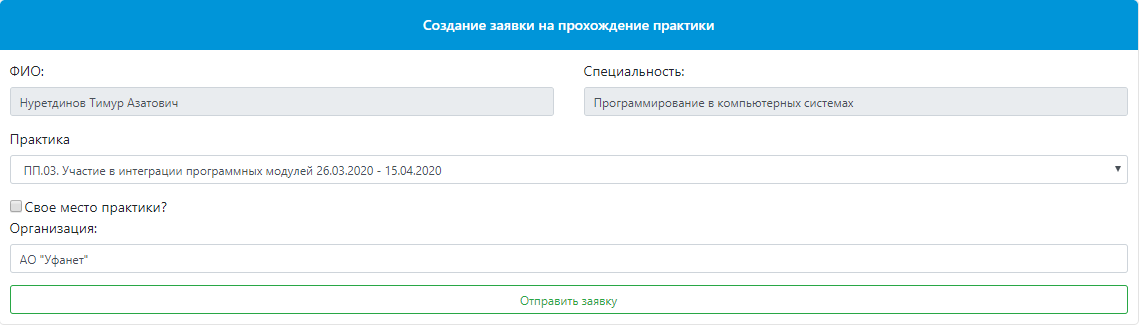 Создание заявки на прохождение практики
ФИО:
Специальность:
Нуретдинов Тимур Азатович
Программирование в компьютерных системах
Практика
ПП.03. Участие в интеграции программных модулей 26.03.2020 - 15.04.2020
Свое место практики?
Организация:
АО "Уфанет"
Отправить заявку